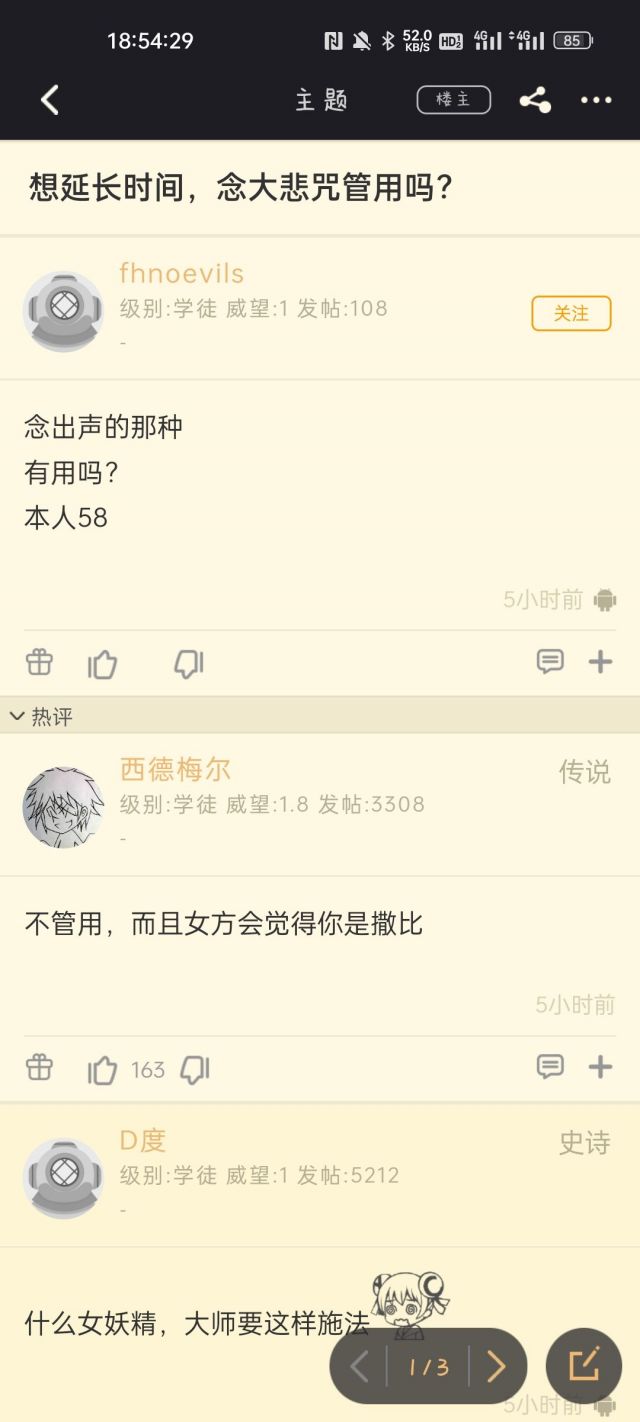 18:54:29 52.0 KB/S HD1 2 4G 4G 85
主题 楼主
想延长时间，念大悲咒管用吗？
fhnoevils
级别:学徒 威望:1 发帖:108
关注
-
念出声的那种
有用吗？
本人58
5小时前
热评
西德梅尔 传说
级别:学徒 威望:1.8 发帖:3308
-
不管用，而且女方会觉得你是撒比
5小时前
163
D度 史诗
级别:学徒 威望:1 发帖:5212
-
什么女妖精，大师要这样施法
1/3
5小时前